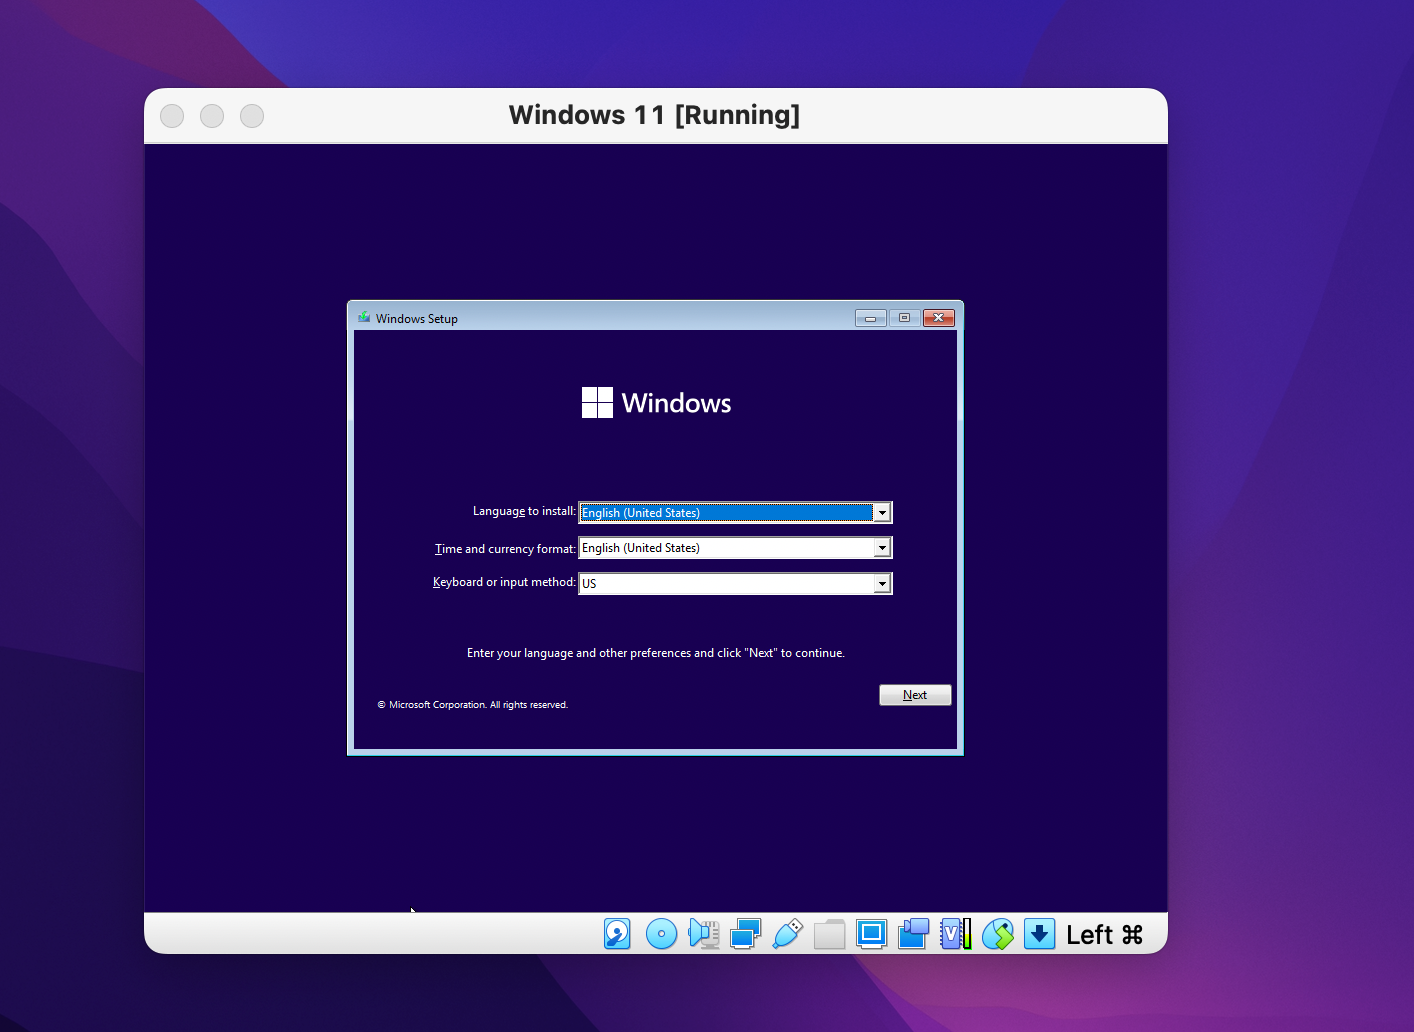 Windows 11 [Running]
Windows Setup
Windows
Language to install: English (United States)
Time and currency format: English (United States)
Keyboard or input method: US
Enter your language and other preferences and click "Next" to continue.
Next
© Microsoft Corporation. All rights reserved.
V
Left ⌘